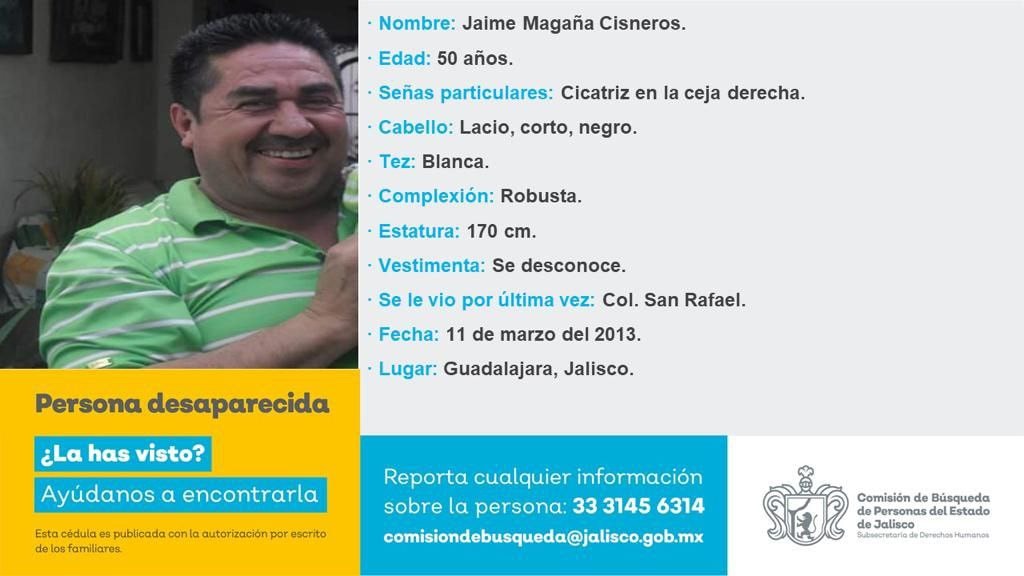 · Nombre: Jaime Magaña Cisneros.
· Edad: 50 años.
· Señas particulares: Cicatriz en la ceja derecha.
· Cabello: Lacio, corto, negro.
· Tez: Blanca.
· Complexión: Robusta.
· Estatura: 170 cm.
· Vestimenta: Se desconoce.
· Se le vio por última vez: Col. San Rafael.
· Fecha: 11 de marzo del 2013.
· Lugar: Guadalajara, Jalisco.
Persona desaparecida
¿La has visto?
Ayúdanos a encontrarla
Esta cédula es publicada con la autorización por escrito
de los familiares.
Reporta cualquier información
sobre la persona: 33 3145 6314
comisiondebusqueda@jalisco.gob.mx
Comisión de Búsqueda
de Personas del Estado
de Jalisco
Subsecretaría de Derechos Humanos